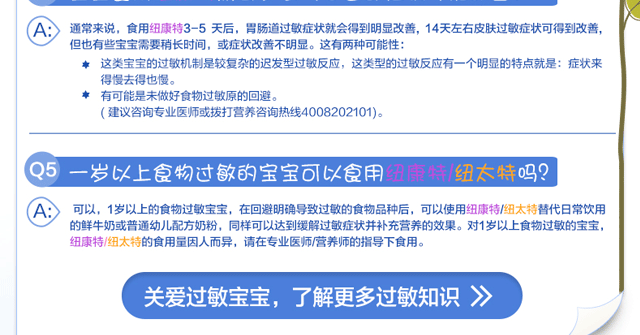 A:
通常来说，食用纽康特3-5 天后，胃肠道过敏症状就会得到明显改善，14天左右皮肤过敏症状可得到改善，
但也有些宝宝需要稍长时间，或症状改善不明显。这有两种可能性：
这类宝宝的过敏机制是较复杂的迟发型过敏反应，这类型的过敏反应有一个明显的特点就是：症状来
得慢去得也慢。
有可能是未做好食物过敏原的回避。
( 建议咨询专业医师或拨打营养咨询热线4008202101)。
Q5 一岁以上食物过敏的宝宝可以食用纽康特/纽太特吗?
A:
可以，1岁以上的食物过敏宝宝，在回避明确导致过敏的食物品种后，可以使用纽康特/纽太特替代日常饮用
的鲜牛奶或普通幼儿配方奶粉，同样可以达到缓解过敏症状并补充营养的效果。对1岁以上食物过敏的宝宝，
纽康特/纽太特的食用量因人而异，请在专业医师/营养师的指导下食用。
关爱过敏宝宝，了解更多过敏知识 >>